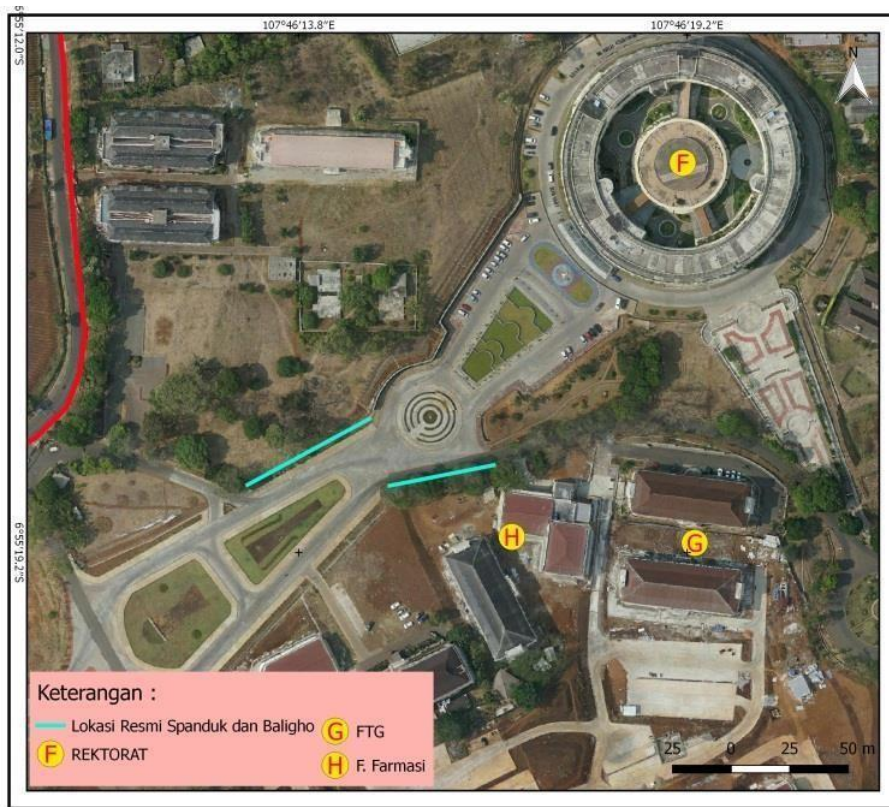 107°46'13.8"E
107°46'19.2"E
6°55'12.0"S
N
F
6°55'19.2"S
H
G
Keterangan :
Lokasi Resmi Spanduk dan Baligho
G FTG
F REKTORAT
H F. Farmasi
25 0 25 50 m